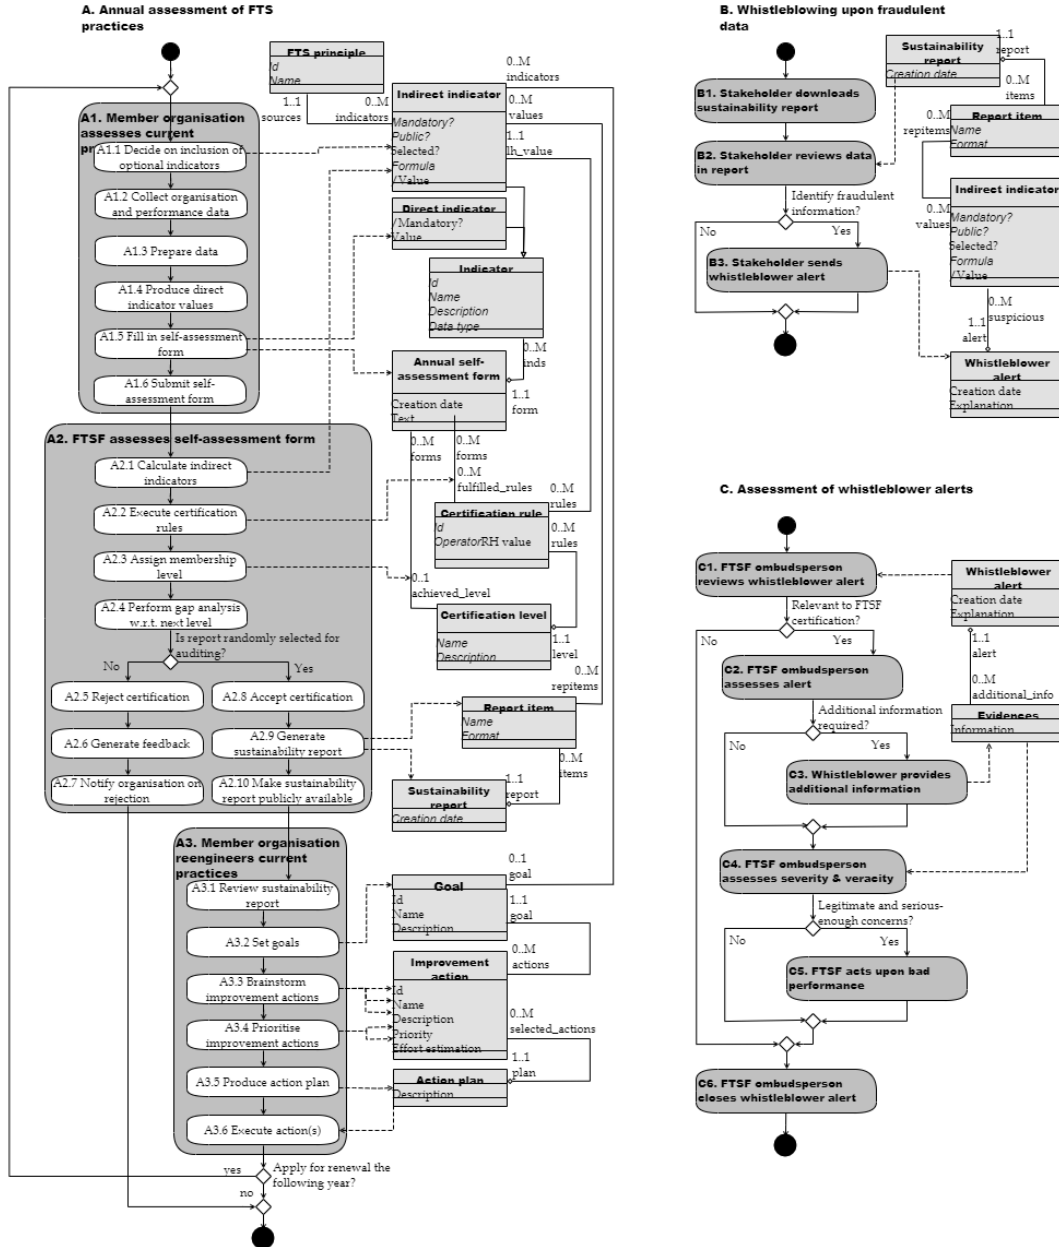 A. Annual assessment of FTS
practices
FTS principle
Id
Name
1..1
sources
0..M
indicators
0..M
indicators
Indirect indicator
Mandatory?
Public?
Selected?
Formula
/Value
0..M
values
1..1
lh_value
A1. Member organisation
assesses current
A1.1 Decide on inclusion of
optional indicators
A1.2 Collect organisation
and performance data
A1.3 Prepare data
A1.4 Produce direct
indicator values
A1.5 Fill in self-assessment
form
A1.6 Submit self-
assessment form
Direct indicator
/Mandatory?
Value
Indicator
Id
Name
Description
Data type
0..M
inds
Annual self-
assessment form
Creation date
Text
1..1
form
0..M
forms
0..M
forms
A2. FTSF assesses self-assessment form
A2.1 Calculate indirect
indicators
A2.2 Execute certification
rules
A2.3 Assign membership
level
A2.4 Perform gap analysis
w.r.t. next level
Is report randomly selected for
auditing?
No
Yes
A2.5 Reject certification
A2.6 Generate feedback
A2.7 Notify organisation on
rejection
A2.8 Accept certification
A2.9 Generate
sustainability report
A2.10 Make sustainability
report publicly available
0..M
fulfilled_rules
Certification rule
Id
OperatorRH value
0..M
rules
0..M
rules
0..1
achieved_level
Certification level
Name
Description
1..1
level
0..M
repitems
Report item
Name
Format
0..M
items
1..1
report
Sustainability
report
Creation date
A3. Member organisation
reengineers current
practices
A3.1 Review sustainability
report
A3.2 Set goals
A3.3 Brainstorm
improvement actions
A3.4 Prioritise
improvement actions
A3.5 Produce action plan
A3.6 Execute action(s)
0..1
goal
Goal
Id
Name
Description
1..1
goal
0..M
actions
Improvement
action
Id
Name
Description
Priority
Effort estimation
0..M
selected_actions
1..1
plan
Action plan
Description
yes
Apply for renewal the
following year?
no
B. Whistleblowing upon fraudulent
data
B1. Stakeholder downloads
sustainability report
B2. Stakeholder reviews data
in report
Identify fraudulent
information?
No
Yes
B3. Stakeholder sends
whistleblower alert
Sustainability
report
Creation date
1..1
report
0..M
items
Report item
Name
Format
0..M
repitems
0..M
values
Indirect indicator
Mandatory?
Public?
Selected?
Formula
/Value
0..M
suspicious
1..1
alert
Whistleblower
alert
Creation date
Explanation
C. Assessment of whistleblower alerts
C1. FTSF ombudsperson
reviews whistleblower alert
Relevant to FTSF
certification?
No
Yes
C2. FTSF ombudsperson
assesses alert
Additional information
required?
No
Yes
C3. Whistleblower provides
additional information
C4. FTSF ombudsperson
assesses severity & veracity
Legitimate and serious-
enough concerns?
No
Yes
C5. FTSF acts upon bad
performance
C6. FTSF ombudsperson
closes whistleblower alert
Whistleblower
alert
Creation date
Explanation
1..1
alert
0..M
additional_info
Evidences
Information